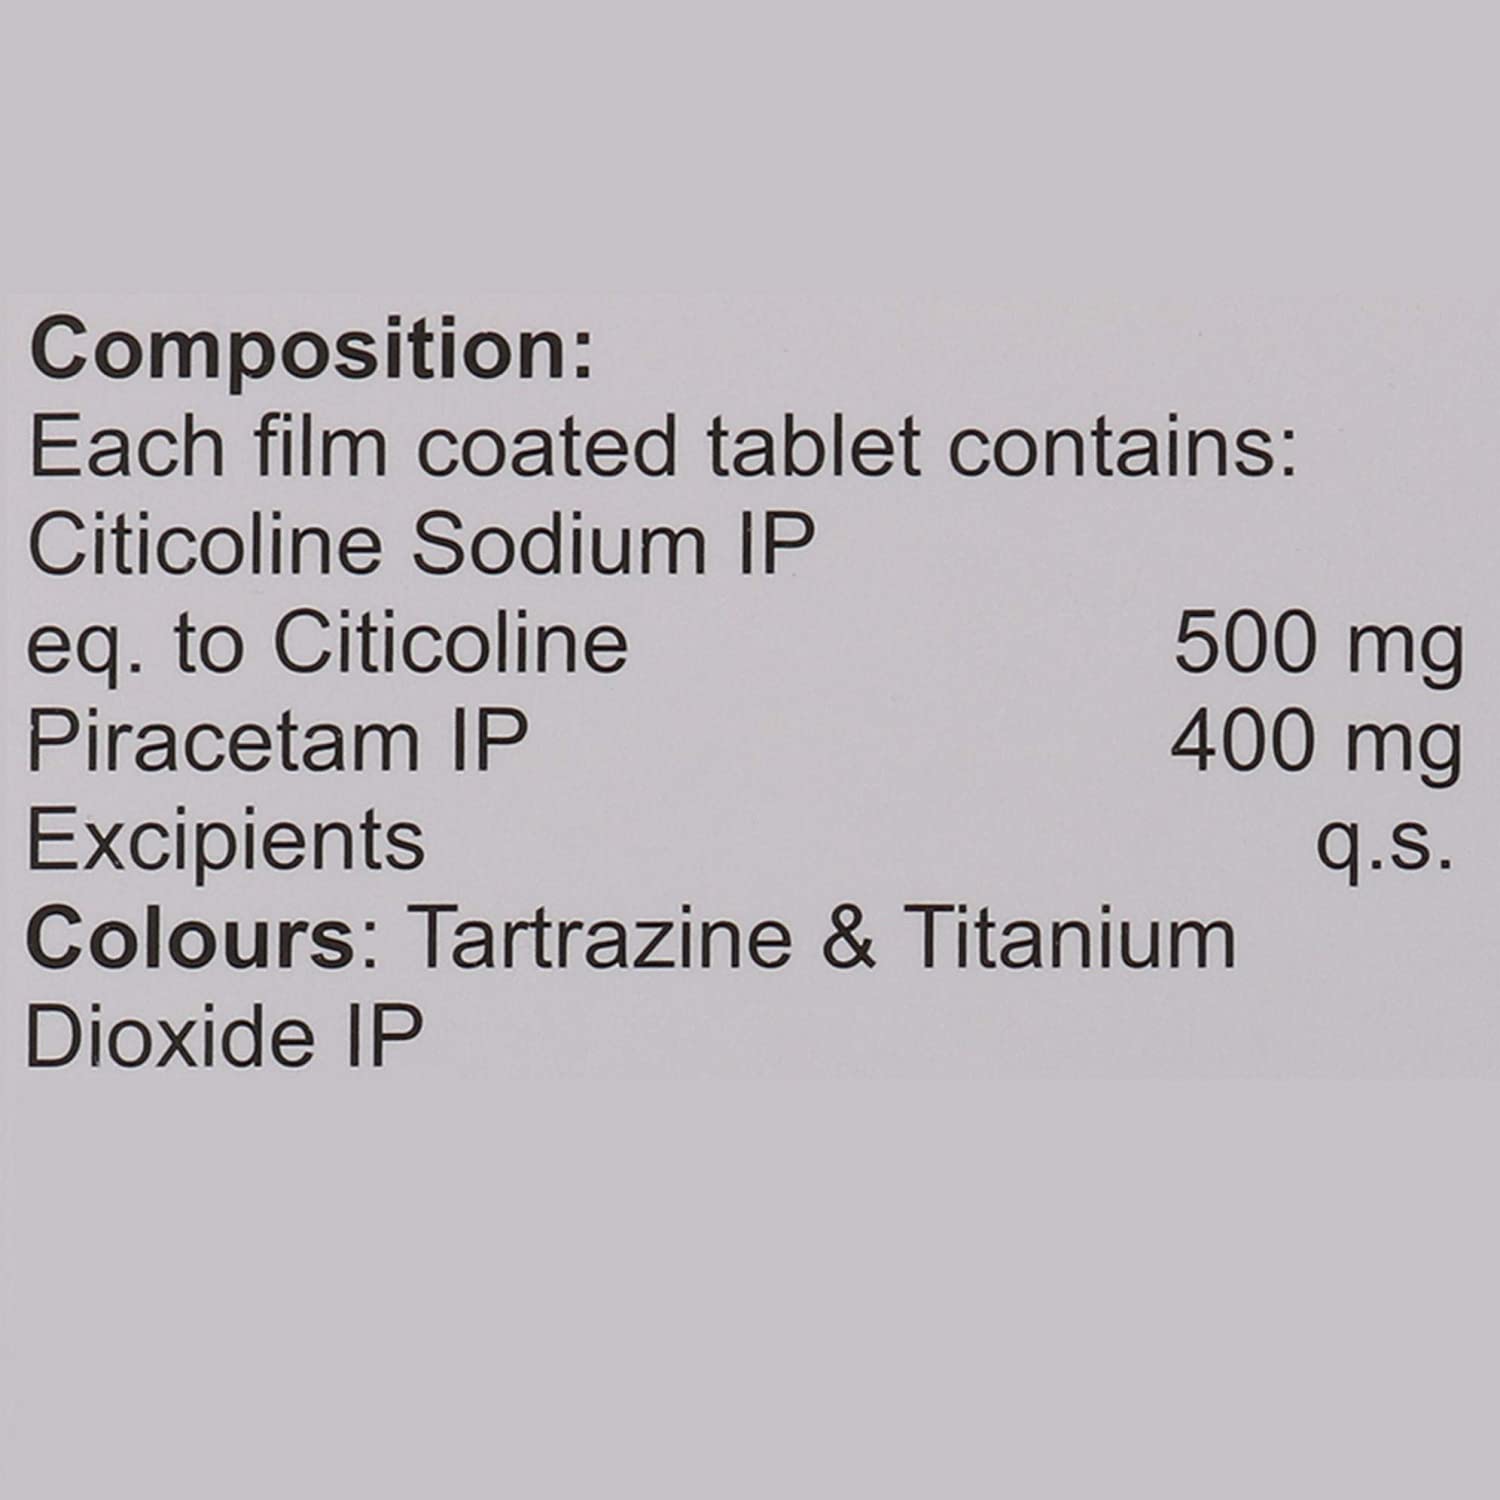 Composition:
Each film coated tablet contains:
Citicoline Sodium IP
eq. to Citicoline 500 mg
Piracetam IP 400 mg
Excipients q.s.
Colours: Tartrazine & Titanium
Dioxide IP